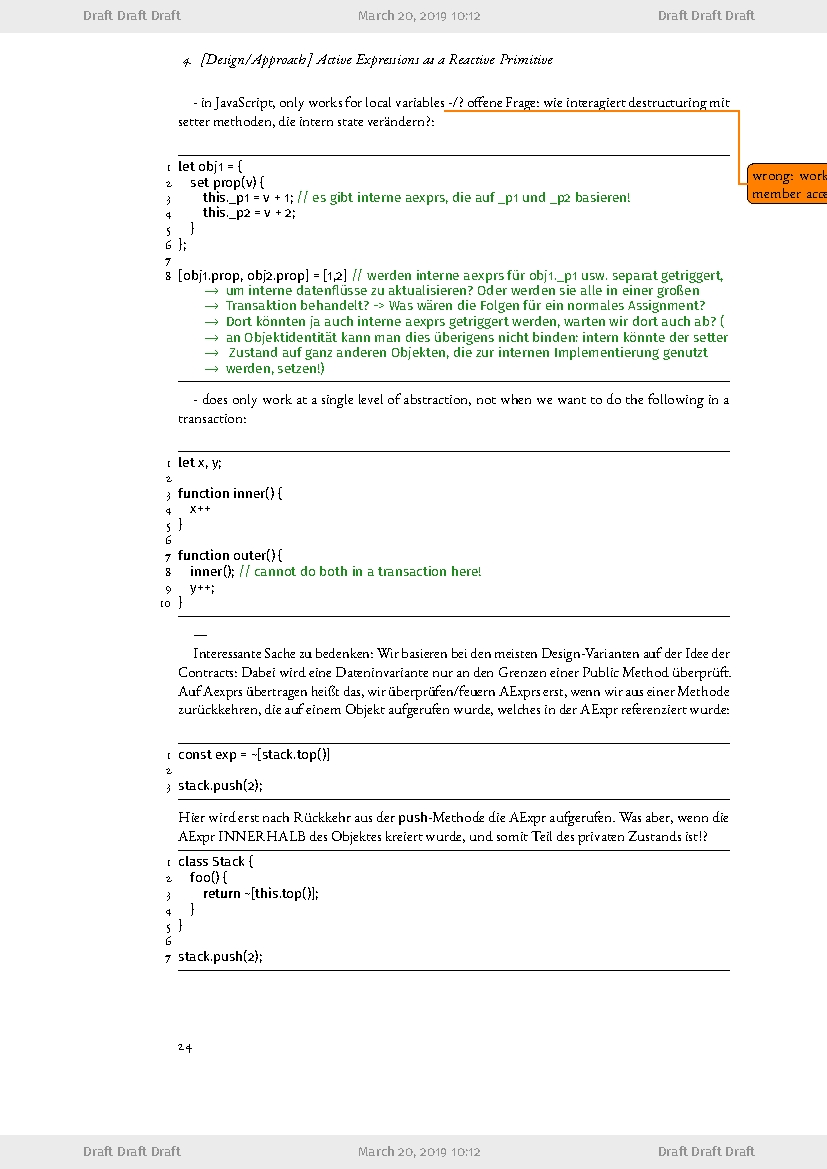 Draft Draft Draft March 20, 2019 10:12 Draft Draft Draft
4. [Design/Approach] Active Expressions as a Reactive Primitive
- in JavaScript, only works for local variables -/? offene Frage: wie interagiert destructuring mit
setter methoden, die intern state verändern?:
wrong: work
member acce
1 let obj1 = {
2 set prop(v) {
3 this._p1 = v + 1; // es gibt interne aexprs, die auf _p1 und _p2 basieren!
4 this._p2 = v + 2;
5 }
6 };
7
8 [obj1.prop, obj2.prop] = [1,2] // werden interne aexprs für obj1._p1 usw. separat getriggert,
→ um interne datenflüsse zu aktualisieren? Oder werden sie alle in einer großen
→ Transaktion behandelt? -> Was wären die Folgen für ein normales Assignment?
→ Dort könnten ja auch interne aexprs getriggert werden, warten wir dort auch ab? (
→ an Objektidentität kann man dies überigens nicht binden: intern könnte der setter
→ Zustand auf ganz anderen Objekten, die zur internen Implementierung genutzt
→ werden, setzen!)
- does only work at a single level of abstraction, not when we want to do the following in a
transaction:
1 let x, y;
2
3 function inner() {
4 x++
5 }
6
7 function outer() {
8 inner(); // cannot do both in a transaction here!
9 y++;
10 }
—
Interessante Sache zu bedenken: Wir basieren bei den meisten Design-Varianten auf der Idee der
Contracts: Dabei wird eine Dateninvariante nur an den Grenzen einer Public Method überprüft.
Auf Aexprs übertragen heißt das, wir überprüfen/feuern AExprs erst, wenn wir aus einer Methode
zurückkehren, die auf einem Objekt aufgerufen wurde, welches in der AExpr referenziert wurde:
1 const exp = ~[stack.top()]
2
3 stack.push(2);
Hier wird erst nach Rückkehr aus der push-Methode die AExpr aufgerufen. Was aber, wenn die
AExpr INNERHALB des Objektes kreiert wurde, und somit Teil des privaten Zustands ist!?
1 class Stack {
2 foo() {
3 return ~[this.top()];
4 }
5 }
6
7 stack.push(2);
24
Draft Draft Draft March 20, 2019 10:12 Draft Draft Draft